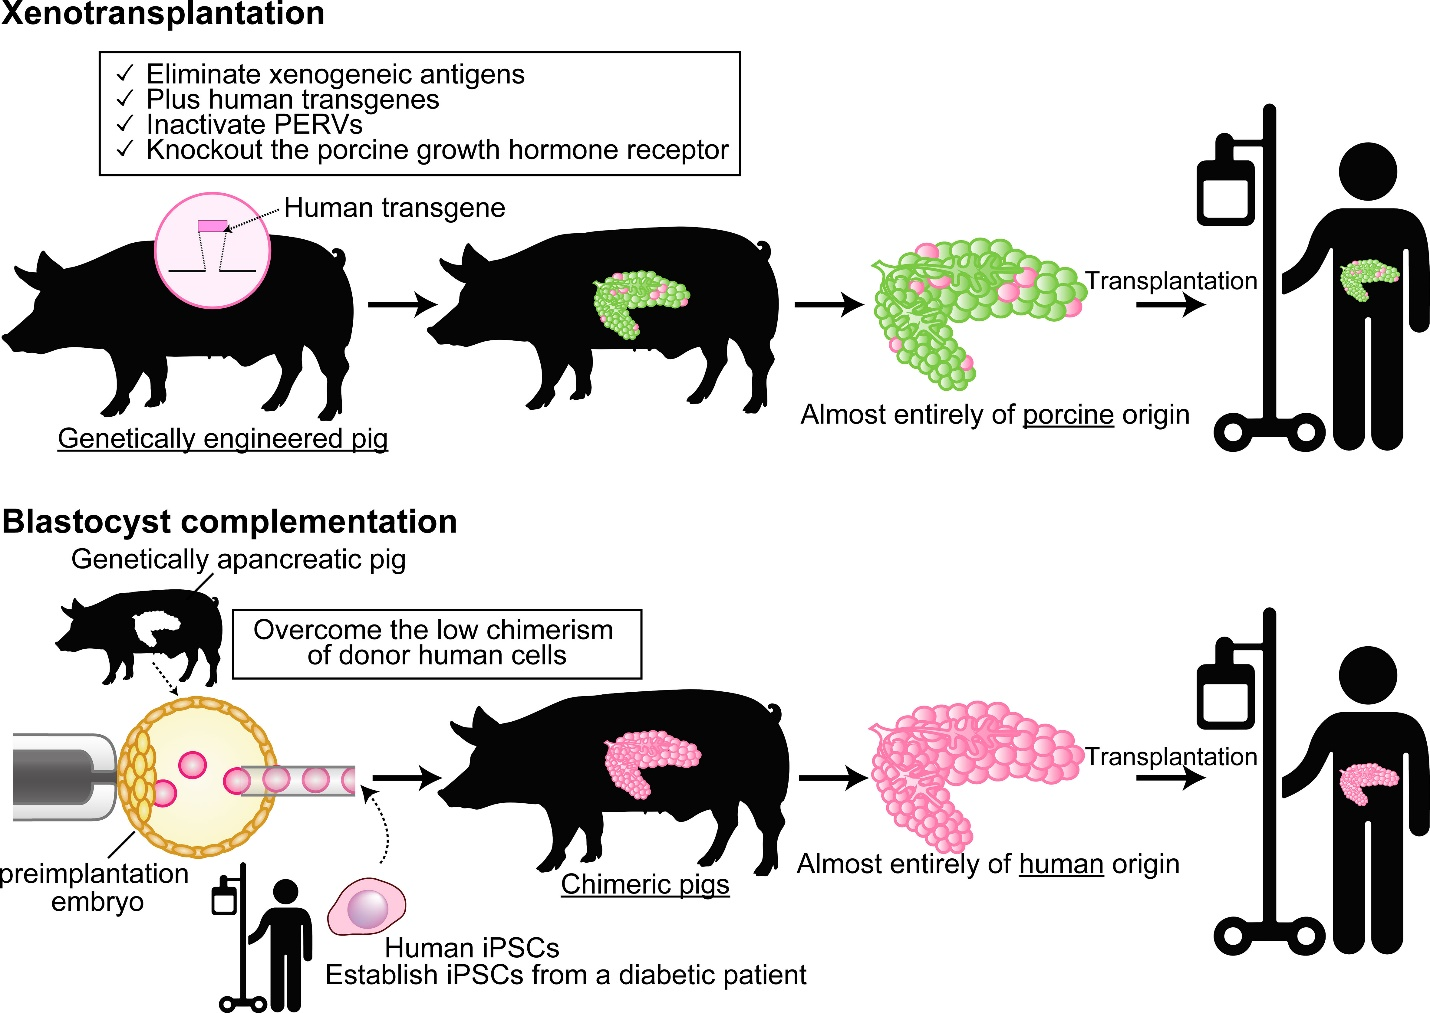 Xenotransplantation
✓ Eliminate xenogeneic antigens
✓ Plus human transgenes
✓ Inactivate PERVs
✓ Knockout the porcine growth hormone receptor
Human transgene
Transplantation
Almost entirely of porcine origin
Genetically engineered pig
Blastocyst complementation
Genetically apancreatic pig
Overcome the low chimerism
of donor human cells
Transplantation
preimplantation
embryo
Almost entirely of human origin
Chimeric pigs
Human iPSCs
Establish iPSCs from a diabetic patient